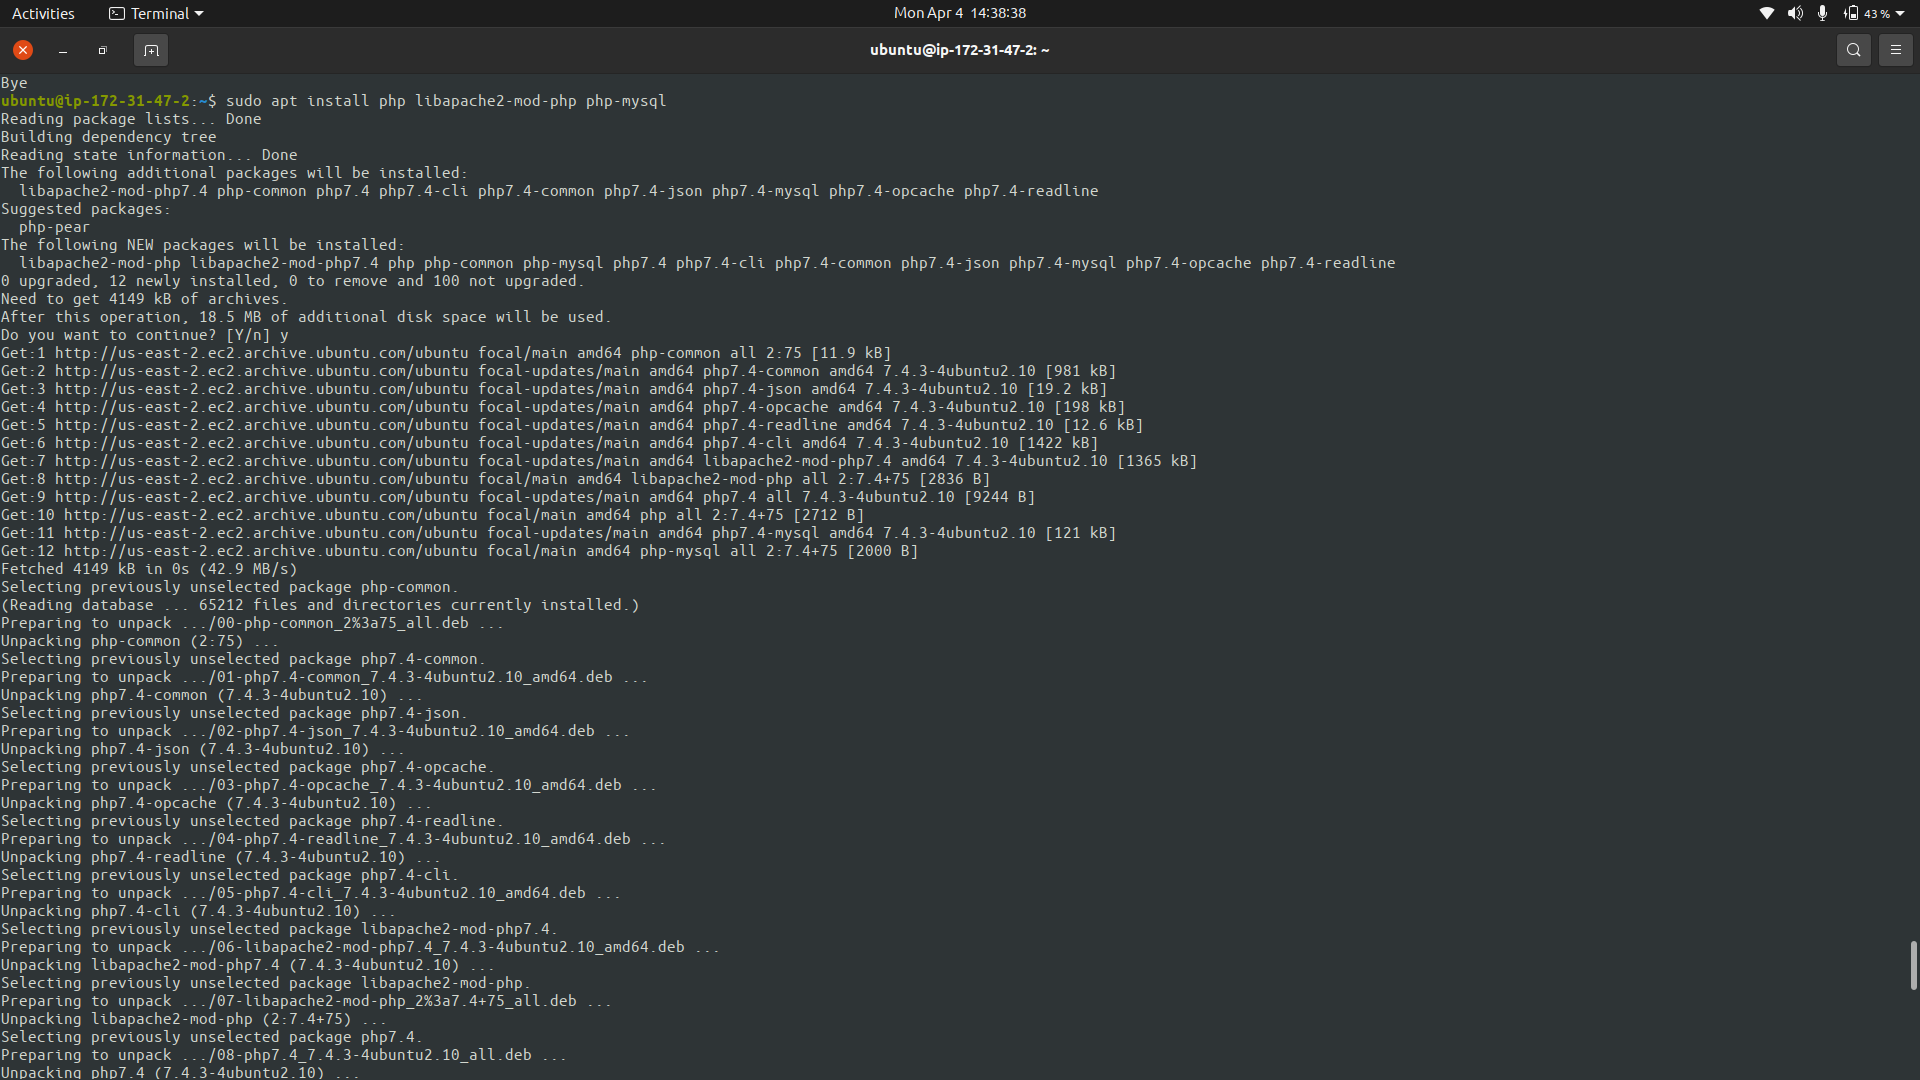 Activities Terminal Mon Apr 4 14:38:38 43 %
ubuntu@ip-172-31-47-2: ~
Bye
ubuntu@ip-172-31-47-2:~$ sudo apt install php libapache2-mod-php php-mysql
Reading package lists... Done
Building dependency tree
Reading state information... Done
The following additional packages will be installed:
  libapache2-mod-php7.4 php-common php7.4 php7.4-cli php7.4-common php7.4-json php7.4-mysql php7.4-opcache php7.4-readline
Suggested packages:
  php-pear
The following NEW packages will be installed:
  libapache2-mod-php libapache2-mod-php7.4 php php-common php-mysql php7.4 php7.4-cli php7.4-common php7.4-json php7.4-mysql php7.4-opcache php7.4-readline
0 upgraded, 12 newly installed, 0 to remove and 100 not upgraded.
Need to get 4149 kB of archives.
After this operation, 18.5 MB of additional disk space will be used.
Do you want to continue? [Y/n] y
Get:1 http://us-east-2.ec2.archive.ubuntu.com/ubuntu focal/main amd64 php-common all 2:75 [11.9 kB]
Get:2 http://us-east-2.ec2.archive.ubuntu.com/ubuntu focal-updates/main amd64 php7.4-common amd64 7.4.3-4ubuntu2.10 [981 kB]
Get:3 http://us-east-2.ec2.archive.ubuntu.com/ubuntu focal-updates/main amd64 php7.4-json amd64 7.4.3-4ubuntu2.10 [19.2 kB]
Get:4 http://us-east-2.ec2.archive.ubuntu.com/ubuntu focal-updates/main amd64 php7.4-opcache amd64 7.4.3-4ubuntu2.10 [198 kB]
Get:5 http://us-east-2.ec2.archive.ubuntu.com/ubuntu focal-updates/main amd64 php7.4-readline amd64 7.4.3-4ubuntu2.10 [12.6 kB]
Get:6 http://us-east-2.ec2.archive.ubuntu.com/ubuntu focal-updates/main amd64 php7.4-cli amd64 7.4.3-4ubuntu2.10 [1422 kB]
Get:7 http://us-east-2.ec2.archive.ubuntu.com/ubuntu focal-updates/main amd64 libapache2-mod-php7.4 amd64 7.4.3-4ubuntu2.10 [1365 kB]
Get:8 http://us-east-2.ec2.archive.ubuntu.com/ubuntu focal/main amd64 libapache2-mod-php all 2:7.4+75 [2836 B]
Get:9 http://us-east-2.ec2.archive.ubuntu.com/ubuntu focal-updates/main amd64 php7.4 all 7.4.3-4ubuntu2.10 [9244 B]
Get:10 http://us-east-2.ec2.archive.ubuntu.com/ubuntu focal/main amd64 php all 2:7.4+75 [2712 B]
Get:11 http://us-east-2.ec2.archive.ubuntu.com/ubuntu focal-updates/main amd64 php7.4-mysql amd64 7.4.3-4ubuntu2.10 [121 kB]
Get:12 http://us-east-2.ec2.archive.ubuntu.com/ubuntu focal/main amd64 php-mysql all 2:7.4+75 [2000 B]
Fetched 4149 kB in 0s (42.9 MB/s)
Selecting previously unselected package php-common.
(Reading database ... 65212 files and directories currently installed.)
Preparing to unpack .../00-php-common_2%3a75_all.deb ...
Unpacking php-common (2:75) ...
Selecting previously unselected package php7.4-common.
Preparing to unpack .../01-php7.4-common_7.4.3-4ubuntu2.10_amd64.deb ...
Unpacking php7.4-common (7.4.3-4ubuntu2.10) ...
Selecting previously unselected package php7.4-json.
Preparing to unpack .../02-php7.4-json_7.4.3-4ubuntu2.10_amd64.deb ...
Unpacking php7.4-json (7.4.3-4ubuntu2.10) ...
Selecting previously unselected package php7.4-opcache.
Preparing to unpack .../03-php7.4-opcache_7.4.3-4ubuntu2.10_amd64.deb ...
Unpacking php7.4-opcache (7.4.3-4ubuntu2.10) ...
Selecting previously unselected package php7.4-readline.
Preparing to unpack .../04-php7.4-readline_7.4.3-4ubuntu2.10_amd64.deb ...
Unpacking php7.4-readline (7.4.3-4ubuntu2.10) ...
Selecting previously unselected package php7.4-cli.
Preparing to unpack .../05-php7.4-cli_7.4.3-4ubuntu2.10_amd64.deb ...
Unpacking php7.4-cli (7.4.3-4ubuntu2.10) ...
Selecting previously unselected package libapache2-mod-php7.4.
Preparing to unpack .../06-libapache2-mod-php7.4_7.4.3-4ubuntu2.10_amd64.deb ...
Unpacking libapache2-mod-php7.4 (7.4.3-4ubuntu2.10) ...
Selecting previously unselected package libapache2-mod-php.
Preparing to unpack .../07-libapache2-mod-php_2%3a7.4+75_all.deb ...
Unpacking libapache2-mod-php (2:7.4+75) ...
Selecting previously unselected package php7.4.
Preparing to unpack .../08-php7.4_7.4.3-4ubuntu2.10_all.deb ...
Unpacking php7.4 (7.4.3-4ubuntu2.10) ...